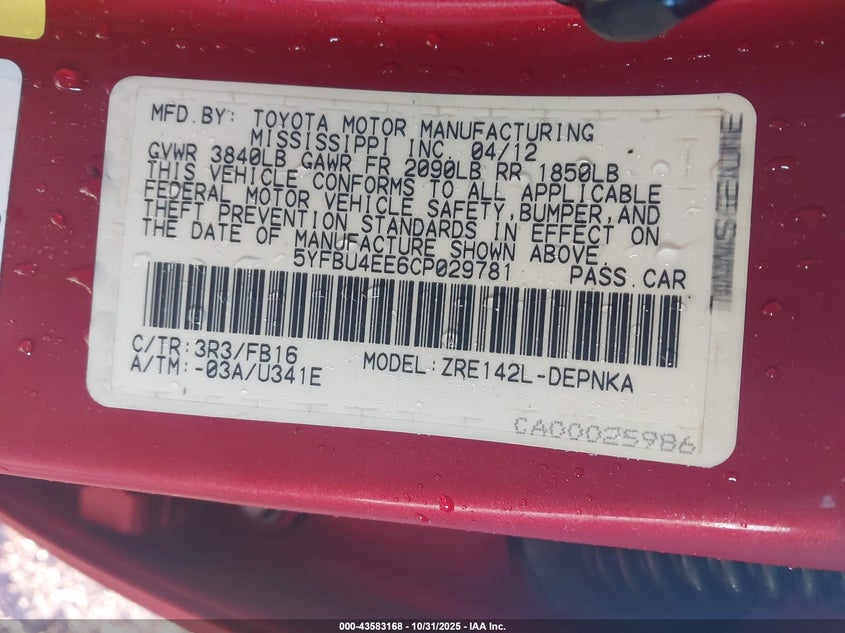 MFD.BY: TOYOTA MOTOR MANUFACTURING
MISSISSIPPI INC. 04/12
GVWR 3840LB GAWR FR 2090LB RR 1850LB
THIS VEHICLE CONFORMS TO ALL APPLICABLE
FEDERAL MOTOR VEHICLE SAFETY,BUMPER,AND
THEFT PREVENTION STANDARDS IN EFFECT ON
THE DATE OF MANUFACTURE SHOWN ABOVE.
5YFBU4EE6CP029781 PASS.CAR
C/TR:3R3/FB16 MODEL:ZRE142L-DEPNKA
A/TM:-03A/U341E
CA00025986
000-43583168 - 10/31/2025 - IAA Inc.